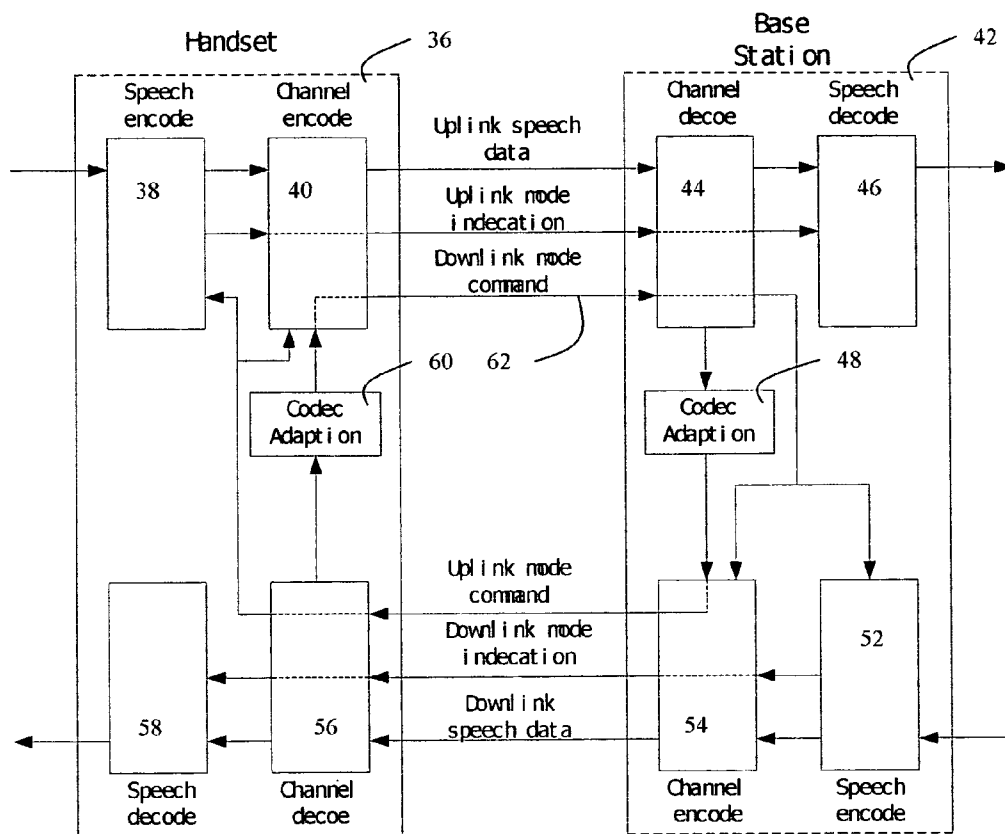 Handset
36
Base
Station
42
Speech
encode
Channel
encode
Channel
decoe
Speech
decode
38
40
Uplink speech
data
44
46
Uplink mode
indecation
Downlink mode
command
60
62
48
Codec
Adaption
Codec
Adaption
Uplink mode
command
Downlink mode
indecation
52
58
56
Downlink
speech data
54
Speech
decode
Channel
decoe
Channel
encode
Speech
encode